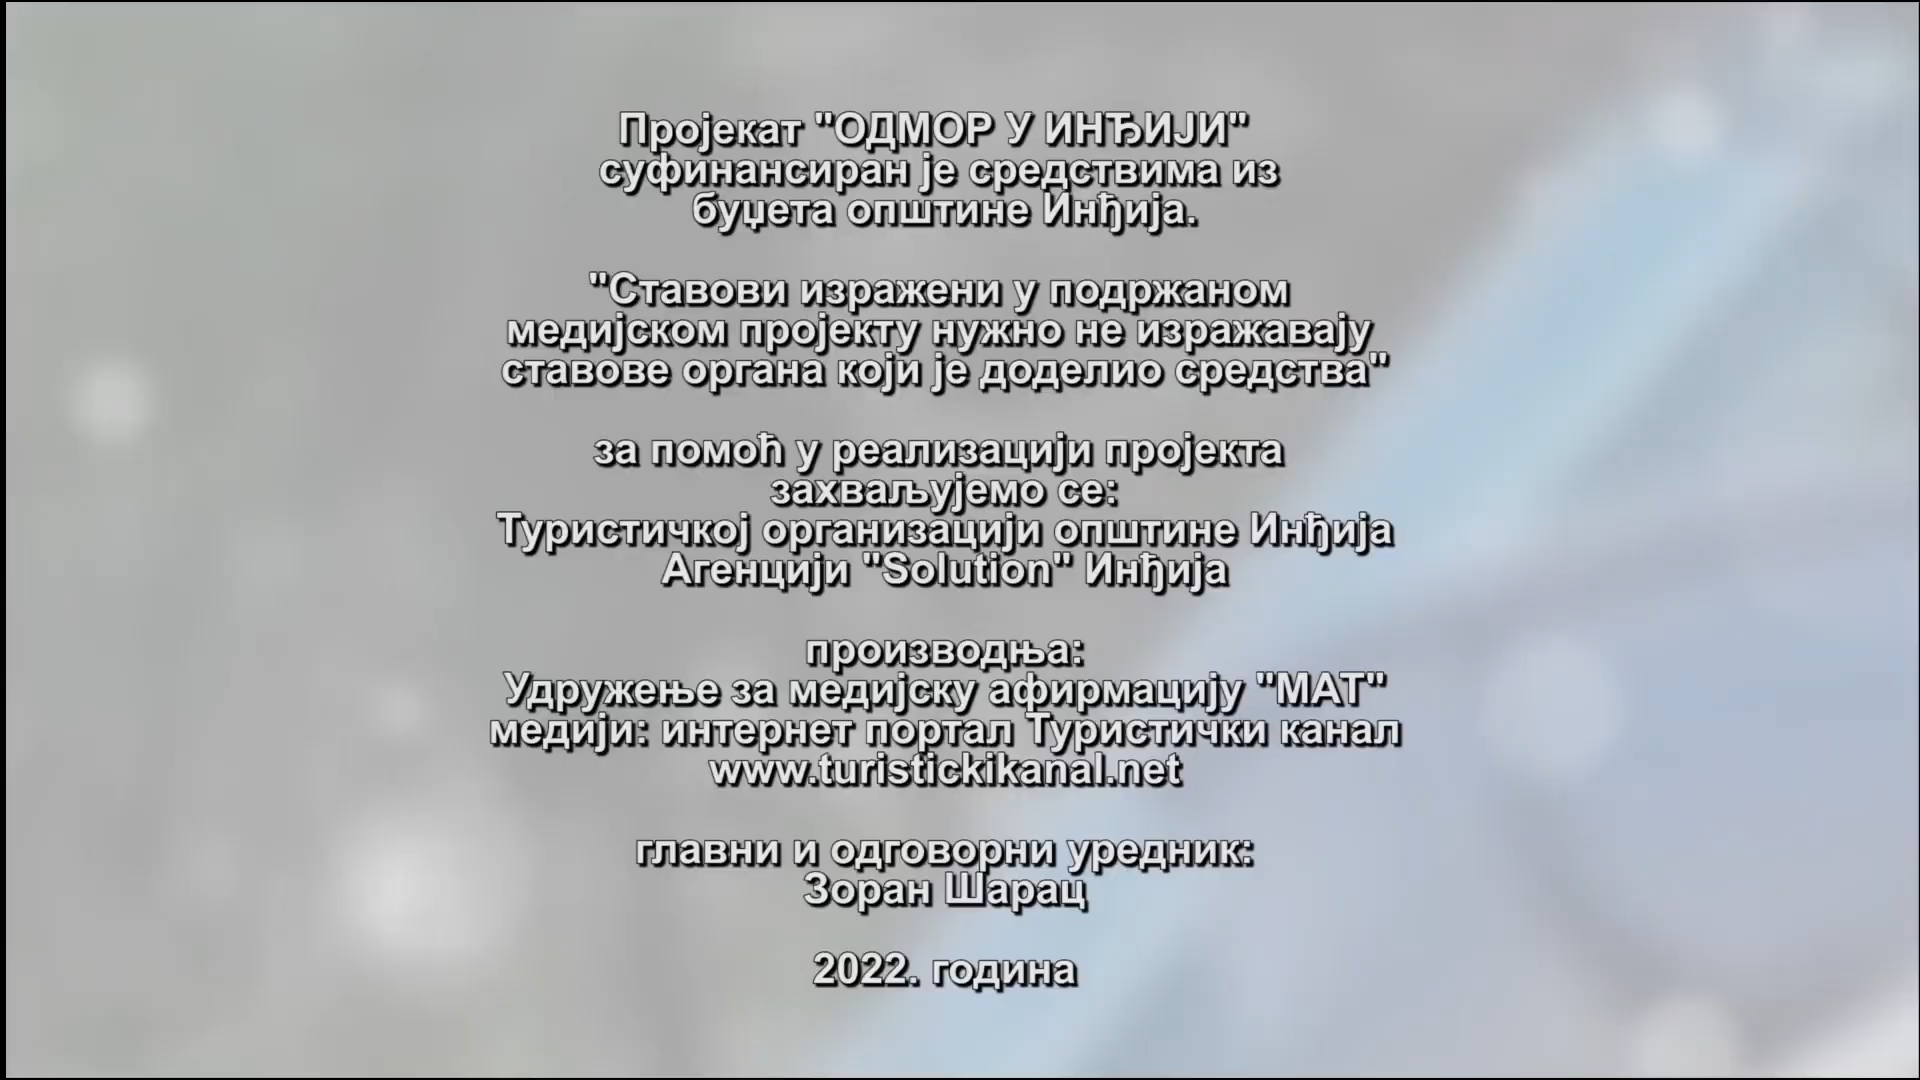 Пројекат "ОДМОР У ИНЂИЈИ"
суфинансиран је средствима из
буџета општине Инђија.
"Ставови изражени у подржаном
медијском пројекту нужно не изражавају
ставове органа који је доделио средства"
за помоћ у реализацији пројекта
захваљујемо се:
Туристичкој организацији општине Инђија
Агенцији "Solution" Инђија
производња:
Удружење за медијску афирмацију "МАТ"
медији: интернет портал Туристички канал
www.turistickikanal.net
главни и одговорни уредник:
Зоран Шарац
2022. година